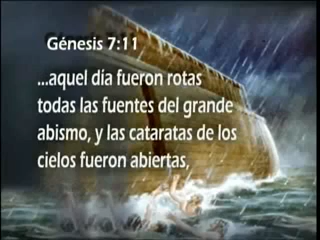 Génesis 7:11
...aquel día fueron rotas
todas las fuentes del grande
abismo, y las cataratas de los
cielos fueron abiertas,